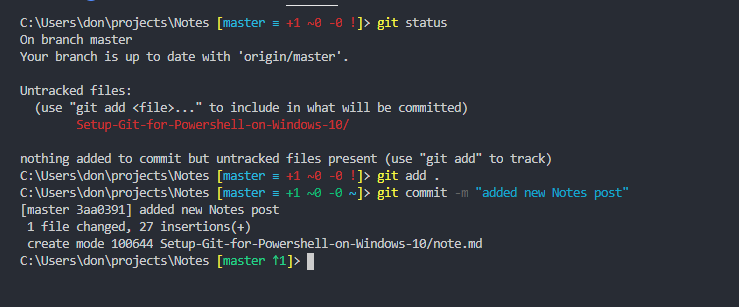 C:\Users\don\projects\Notes [master ≡ +1 ~0 -0 !]> git status
On branch master
Your branch is up to date with 'origin/master'.
Untracked files:
  (use "git add <file>..." to include in what will be committed)
        Setup-Git-for-Powershell-on-Windows-10/
nothing added to commit but untracked files present (use "git add" to track)
C:\Users\don\projects\Notes [master ≡ +1 ~0 -0 !]> git add .
C:\Users\don\projects\Notes [master ≡ +1 ~0 -0 ~]> git commit -m "added new Notes post"
[master 3aa0391] added new Notes post
 1 file changed, 27 insertions(+)
 create mode 100644 Setup-Git-for-Powershell-on-Windows-10/note.md
C:\Users\don\projects\Notes [master ↑1]>